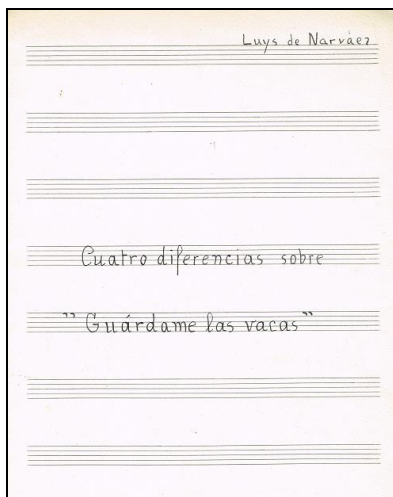 Luys de Narváez
Cuatro diferencias sobre
"Guárdame las vacas"